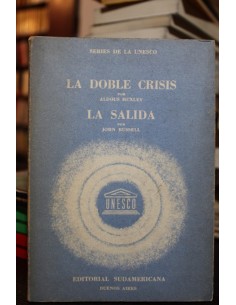 SERIES DE LA UNESCO
LA DOBLE CRISIS
POR
ALDOUS HUXLEY
LA SALIDA
POR
JOHN RUSSELL
UNESCO
EDITORIAL SUDAMERICANA
BUENOS AIRES